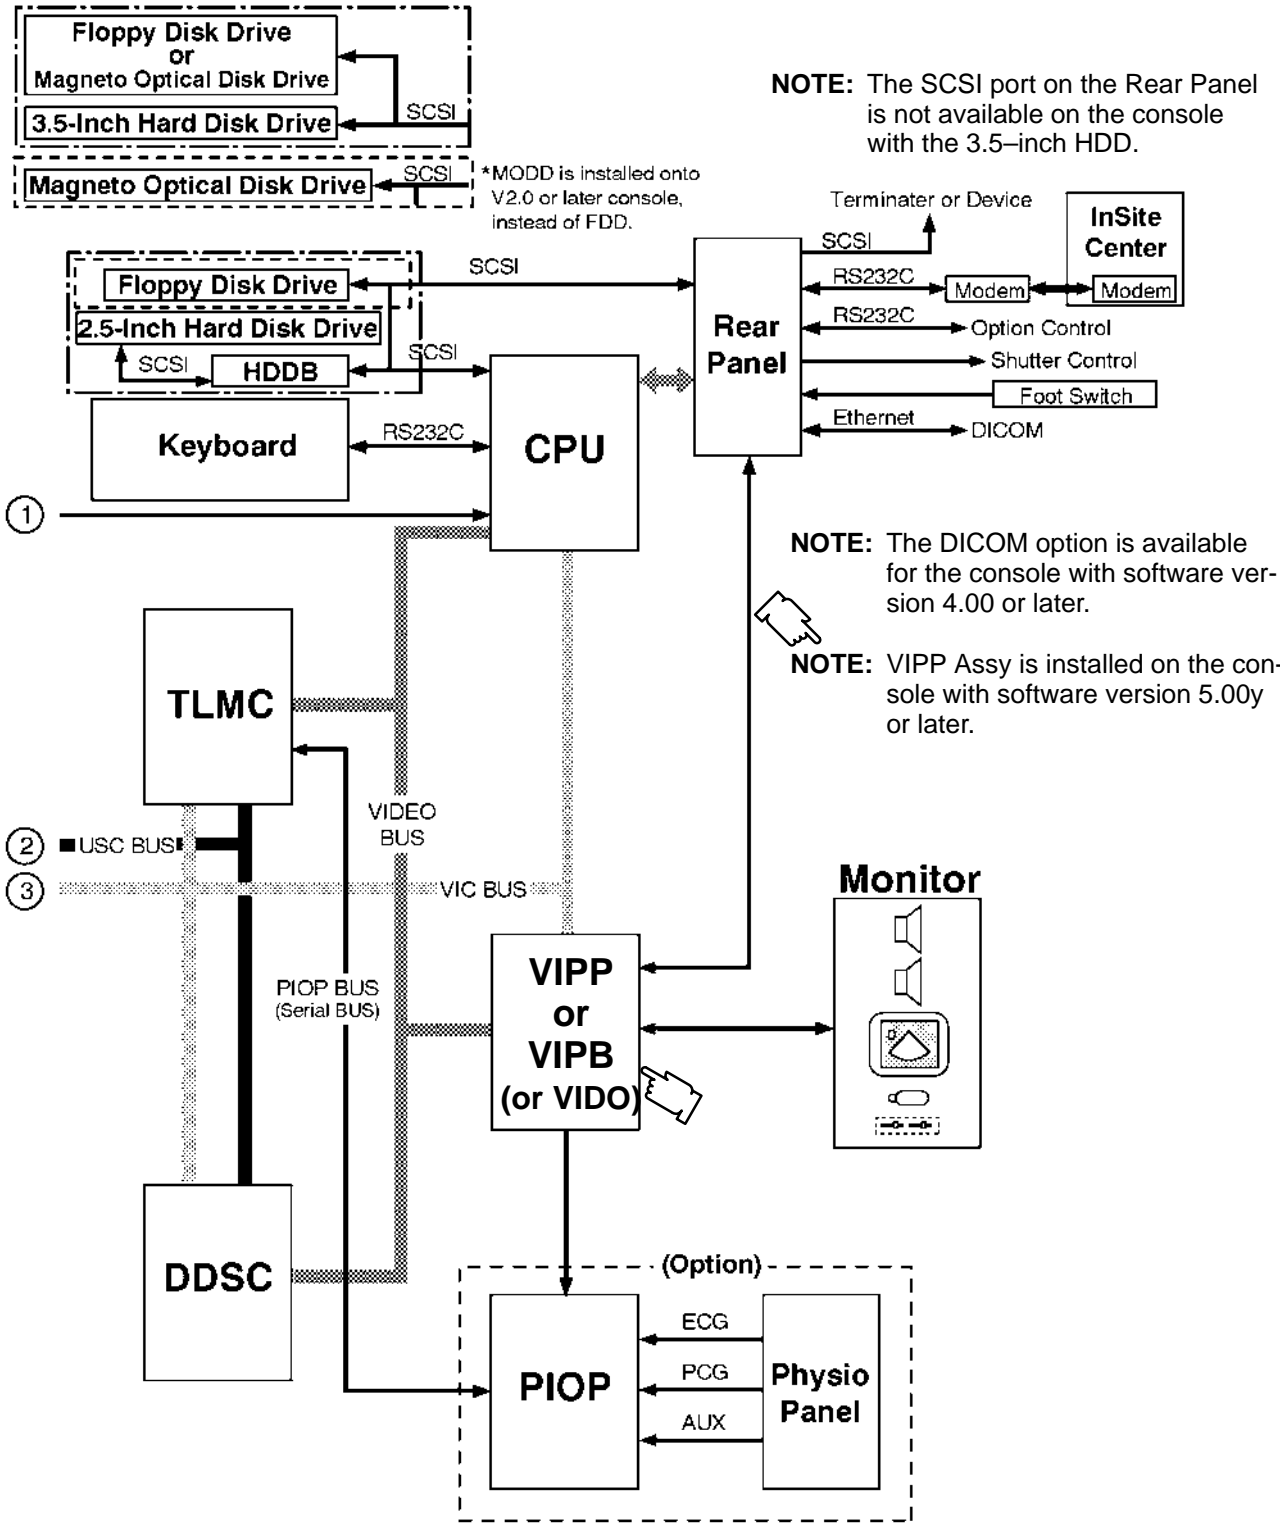 Floppy Disk Drive
or
Magneto Optical Disk Drive
SCSI
3.5-Inch Hard Disk Drive
NOTE: The SCSI port on the Rear Panel
is not available on the console
with the 3.5–inch HDD.
Magneto Optical Disk Drive
SCSI
*MODD is installed onto
V2.0 or later console,
instead of FDD.
Terminater or Device
SCSI
InSite
Center
Floppy Disk Drive
SCSI
RS232C
Modem
Modem
2.5-Inch Hard Disk Drive
Rear
Panel
RS232C
Option Control
SCSI
HDDB
SCSI
Shutter Control
Foot Switch
Keyboard
RS232C
CPU
Ethernet
DICOM
1
NOTE: The DICOM option is available
for the console with software ver-
sion 4.00 or later.
NOTE: VIPP Assy is installed on the con-
sole with software version 5.00y
or later.
TLMC
VIDEO
BUS
2
USC BUS
3
VIC BUS
Monitor
PIOP BUS
(Serial BUS)
VIPP
or
VIPB
(or VIDO)
DDSC
(Option)
PIOP
ECG
PCG
AUX
Physio
Panel